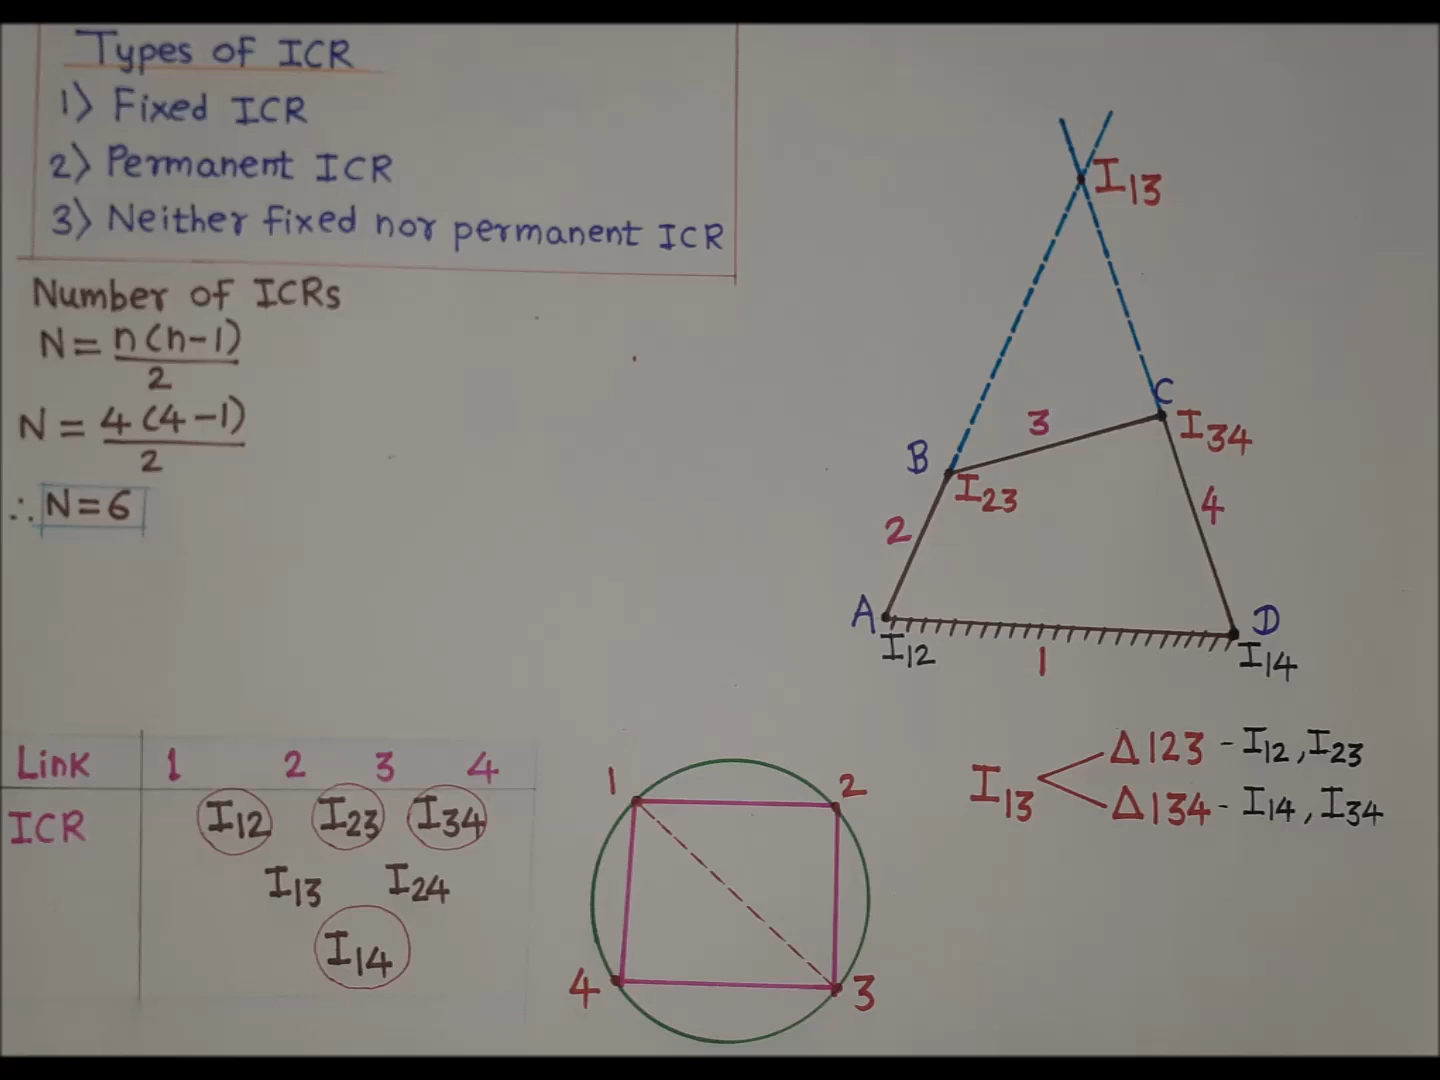 Types of ICR
1) Fixed ICR
2) Permanent ICR
3) Neither fixed nor permanent ICR
Number of ICRs
N = n(n-1)/2
N = 4(4-1)/2
∴ N=6
I13
C
3
I34
B
I23
2
4
A
D
I12
1
I14
Link 1 2 3 4
ICR I12 I23 I34
I13 I24
I14
1
2
4
3
I13
Δ123 - I12, I23
Δ134 - I14, I34